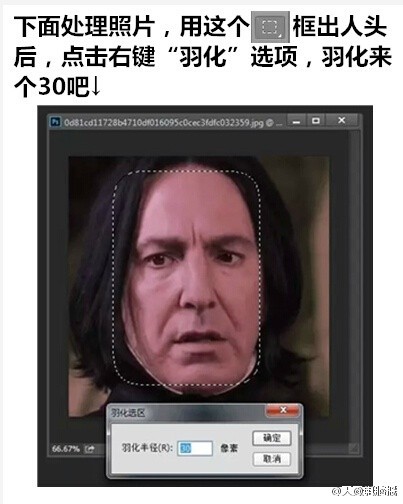 下面处理照片，用这个框出人头
后，点击右键“羽化”选项，羽化来
个30吧↓
0d81cd11728b4710df016095c0cec3fdfc032359.jpg @ ...
羽化选区
羽化半径(R): 30 像素
确定
取消
66.67%